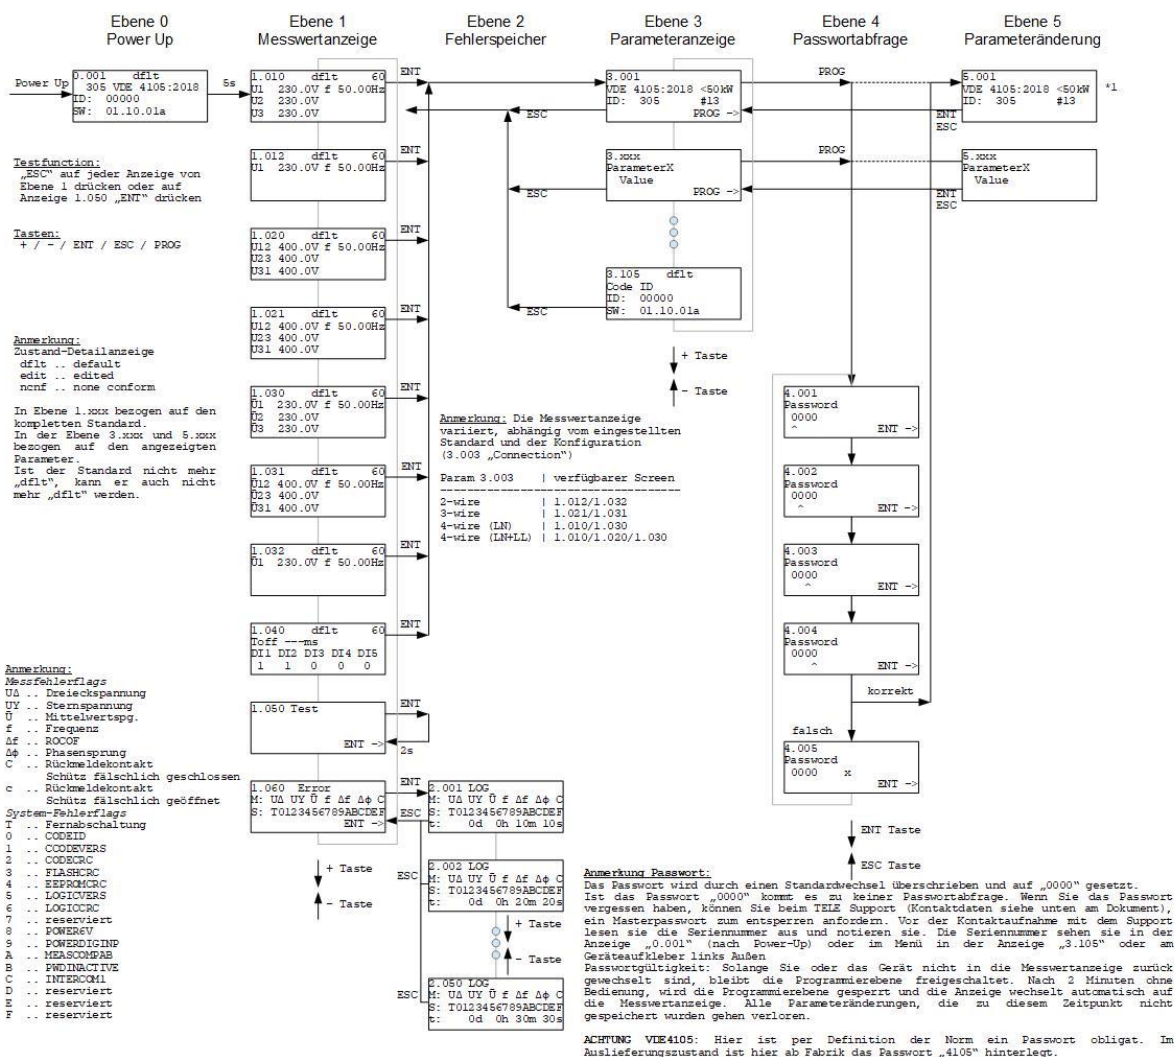 Ebene 0
Power Up
Ebene 1
Messwertanzeige
Ebene 2
Fehlerspeicher
Ebene 3
Parameteranzeige
Ebene 4
Passwortabfrage
Ebene 5
Parameteränderung
Power Up
0.001 dflt
305 VDE 4105:2018
ID: 00000
SW: 01.10.01a
5s
1.010 dflt 60
U1 230.0V f 50.00Hz
U2 230.0V
U3 230.0V
ENT
ESC
3.001
VDE 4105:2018 <50kW
ID: 305 #13
PROG ->
PROG
ENT
ESC
5.001
VDE 4105:2018 <50kW
ID: 305 #13
*1
Testfunction:
„ESC“ auf jeder Anzeige von
Ebene 1 drücken oder auf
Anzeige 1.050 „ENT“ drücken
1.012 dflt 60
U1 230.0V f 50.00Hz
ENT
ESC
3.xxx
ParameterX
Value
PROG ->
PROG
ENT
ESC
5.xxx
ParameterX
Value
Tasten:
+ / - / ENT / ESC / PROG
1.020 dflt 60
U12 400.0V f 50.00Hz
U23 400.0V
U31 400.0V
ENT
3.105 dflt
Code ID
ID: 00000
SW: 01.10.01a
ESC
1.021 dflt 60
U12 400.0V f 50.00Hz
U23 400.0V
U31 400.0V
ENT
+ Taste
- Taste
Anmerkung:
Zustand-Detailanzeige
dflt .. default
edit .. edited
ncnf .. none conform
In Ebene 1.xxx bezogen auf den
kompletten Standard.
In der Ebene 3.xxx und 5.xxx
bezogen auf den angezeigten
Parameter.
Ist der Standard nicht mehr
„dflt“, kann er auch nicht
mehr „dflt“ werden.
1.030 dflt 60
Ū1 230.0V f 50.00Hz
Ū2 230.0V
Ū3 230.0V
ENT
1.031 dflt 60
Ū12 400.0V f 50.00Hz
Ū23 400.0V
Ū31 400.0V
ENT
1.032 dflt 60
Ū1 230.0V f 50.00Hz
ENT
1.040 dflt 60
Toff ---ms
DI1 DI2 DI3 DI4 DI5
1 1 0 0 0
ENT
1.050 Test
ENT ->
ENT
2s
1.060 Error
M: UΔ UY Ū f Δf Δϕ C
S: T0123456789ABCDEF
ENT ->
ENT
ESC
+ Taste
- Taste
Anmerkung: Die Messwertanzeige
variiert, abhängig vom eingestellten
Standard und der Konfiguration
(3.003 „Connection“)
Param 3.003 | verfügbarer Screen
2-wire | 1.012/1.032
3-wire | 1.021/1.031
4-wire (LN) | 1.010/1.030
4-wire (LN+LL) | 1.010/1.020/1.030
4.001
Password
0000
^ ENT ->
4.002
Password
0000
^ ENT ->
4.003
Password
0000
^ ENT ->
4.004
Password
0000
^ ENT ->
korrekt
falsch
4.005
Password
0000 x
ENT Taste
ESC Taste
Anmerkung:
Messfehlerflags
UΔ .. Dreieckspannung
UY .. Sternspannung
Ū .. Mittelwertspg.
f .. Frequenz
Δf .. ROCOF
Δϕ .. Phasensprung
C .. Rückmeldekontakt
Schütz fälschlich geschlossen
c .. Rückmeldekontakt
Schütz fälschlich geöffnet
System-Fehlerflags
T .. Fernabschaltung
0 .. CODEID
1 .. CCODEVERS
2 .. CODECRC
3 .. FLASHCRC
4 .. EEPROMCRC
5 .. LOGICVERS
6 .. LOGICCRC
7 .. reserviert
8 .. POWER6V
9 .. POWERDIGINP
A .. MEASCOMPAB
B .. PWDINACTIVE
C .. INTERCOM1
D .. reserviert
E .. reserviert
F .. reserviert
2.001 LOG
M: UΔ UY Ū f Δf Δϕ C
S: T0123456789ABCDEF
t: 0d 0h 10m 10s
ESC
2.002 LOG
M: UΔ UY Ū f Δf Δϕ C
S: T0123456789ABCDEF
t: 0d 0h 20m 20s
+ Taste
- Taste
ESC
2.050 LOG
M: UΔ UY Ū f Δf Δϕ C
S: T0123456789ABCDEF
t: 0d 0h 30m 30s
Anmerkung Passwort:
Das Passwort wird durch einen Standardwechsel überschrieben und auf „0000“ gesetzt.
Ist das Passwort „0000“ kommt es zu keiner Passwortabfrage. Wenn Sie das Passwort
vergessen haben, können Sie beim TELE Support (Kontaktdaten siehe unten am Dokument),
ein Masterpasswort zum entsperren anfordern. Vor der Kontaktaufnahme mit dem Support
lesen sie die Seriennummer aus und notieren sie. Die Seriennummer sehen sie in der
Anzeige „0.001“ (nach Power-Up) oder im Menü in der Anzeige „3.105“ oder am
Geräteaufkleber links Außen
Passwortgültigkeit: Solange Sie oder das Gerät nicht in die Messwertanzeige zurück
gewechselt sind, bleibt die Programmierebene freigeschaltet. Nach 2 Minuten ohne
Bedienung, wird die Programmierebene gesperrt und die Anzeige wechselt automatisch auf
die Messwertanzeige. Alle Parameteränderungen, die zu diesem Zeitpunkt nicht
gespeichert wurden gehen verloren.
ACHTUNG VDE4105: Hier ist per Definition der Norm ein Passwort obligat. Im
Auslieferungszustand ist hier ab Fabrik das Passwort „4105“ hinterlegt.